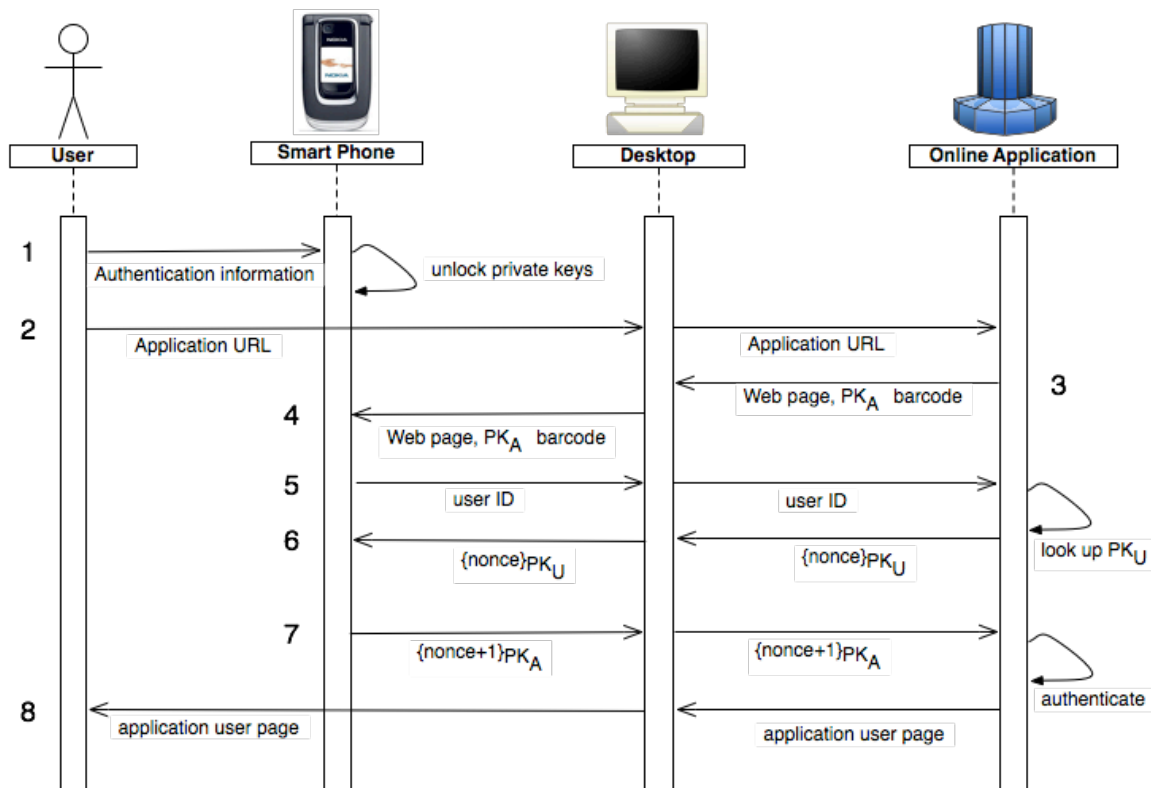 NOKIA
NOKIA
User
Smart Phone
Desktop
Online Application
1
Authentication information
unlock private keys
2
Application URL
Application URL
Web page, PKA barcode
3
4
Web page, PKA barcode
5
user ID
user ID
look up PKU
6
{nonce}PKU
{nonce}PKU
7
{nonce+1}PKA
{nonce+1}PKA
authenticate
8
application user page
application user page